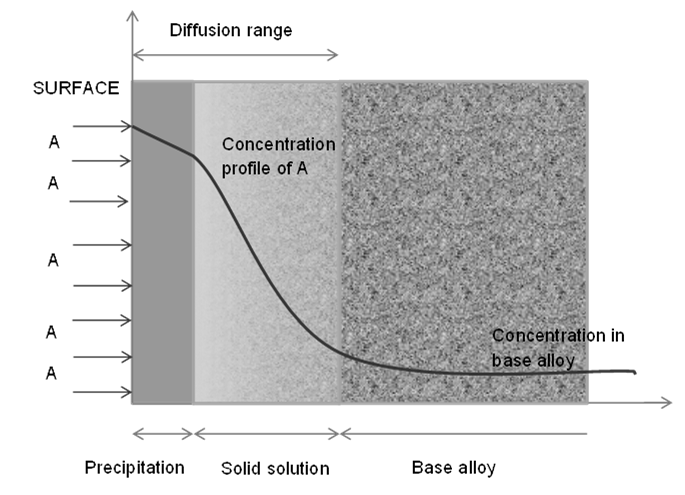 Diffusion range
SURFACE
A
A
A
A
A
Concentration
profile of A
Concentration in
base alloy
Precipitation
Solid solution
Base alloy